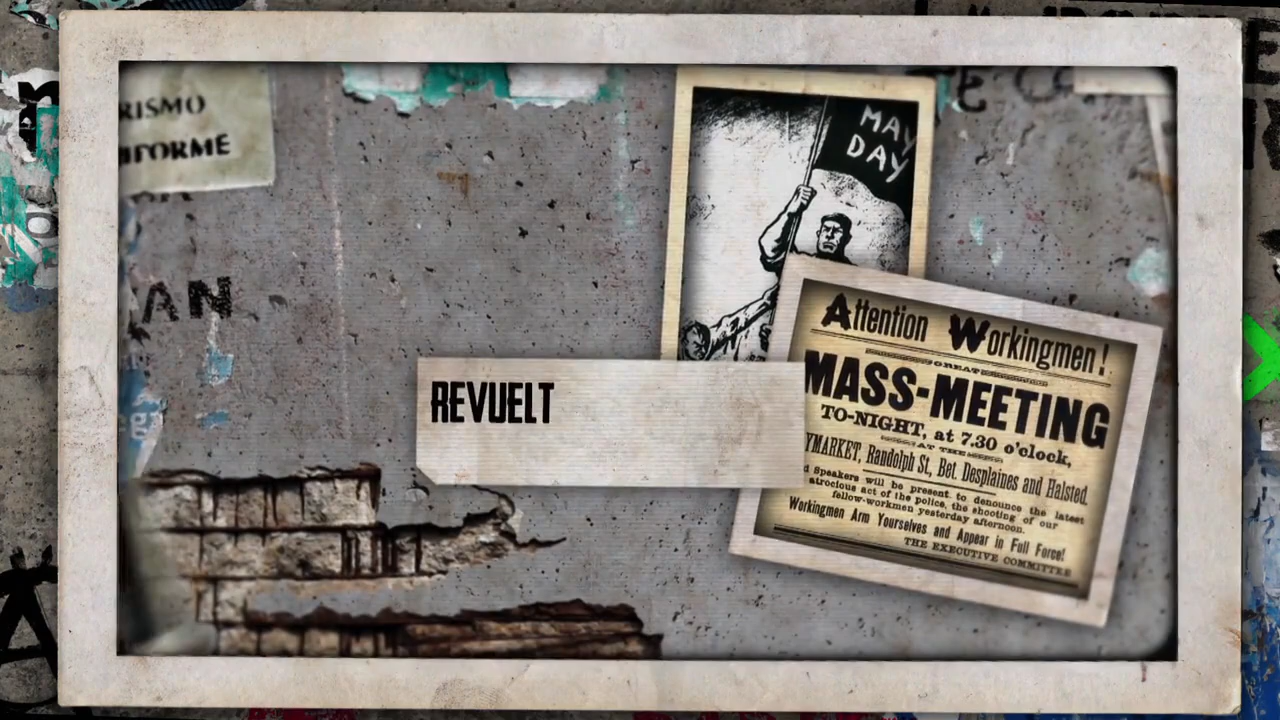 RISMO
IFORME
AN
MAY
DAY
REVUELT
Attention Workingmen!
GREAT
MASS-MEETING
TO-NIGHT, at 7.30 o'clock,
AT THE
YMARKET, Randolph St, Bet. Desplaines and Halsted.
d Speakers will be present to denounce the latest
atrocious act of the police, the shooting of our
fellow-workmen yesterday afternoon.
Workingmen Arm Yourselves and Appear in Full Force!
THE EXECUTIVE COMMITTEE